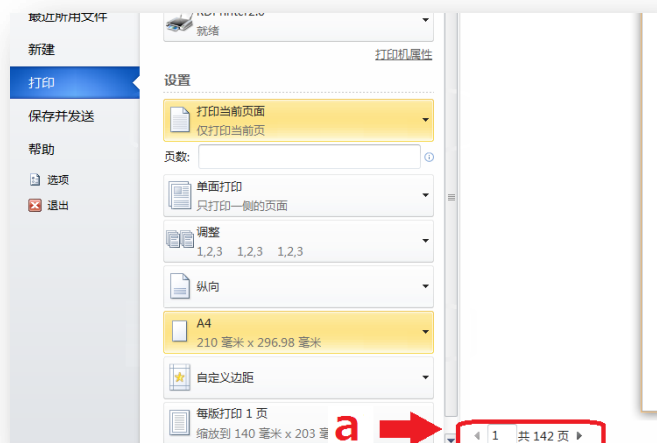 最近所用文件
新建
打印
保存并发送
帮助
选项
退出
就绪
打印机属性
设置
打印当前页面
仅打印当前页
页数:
单面打印
只打印一侧的页面
调整
1,2,3 1,2,3 1,2,3
纵向
A4
210 毫米 x 296.98 毫米
自定义边距
每版打印 1 页
缩放到 140 毫米 x 203
a
1 共 142 页